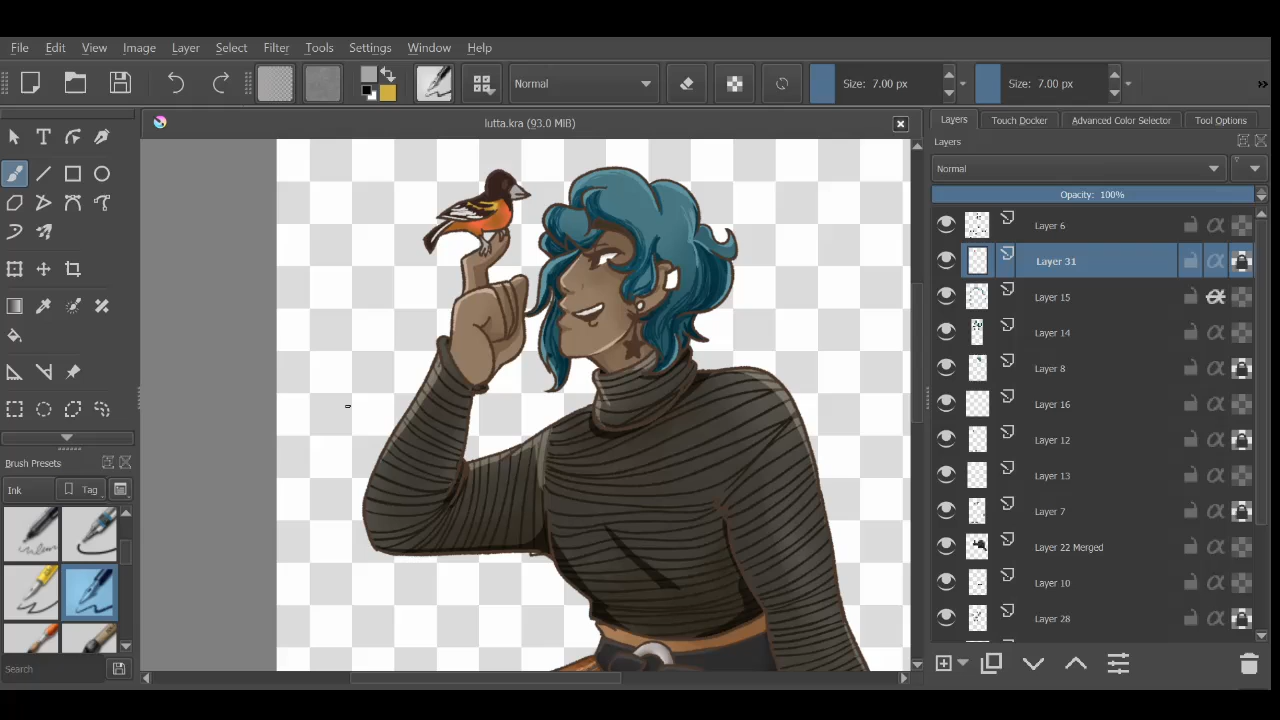 File Edit View Image Layer Select Filter Tools Settings Window Help
Normal Size: 7.00 px Size: 7.00 px »
lutta.kra (93.0 MIB)
Layers Touch Docker Advanced Color Selector Tool Options
Layers
Normal
Opacity: 100%
Layer 6
Layer 31
Layer 15
Layer 14
Layer 8
Layer 16
Layer 12
Layer 13
Layer 7
Layer 22 Merged
Layer 10
Layer 28
Brush Presets
Ink Tag
Search